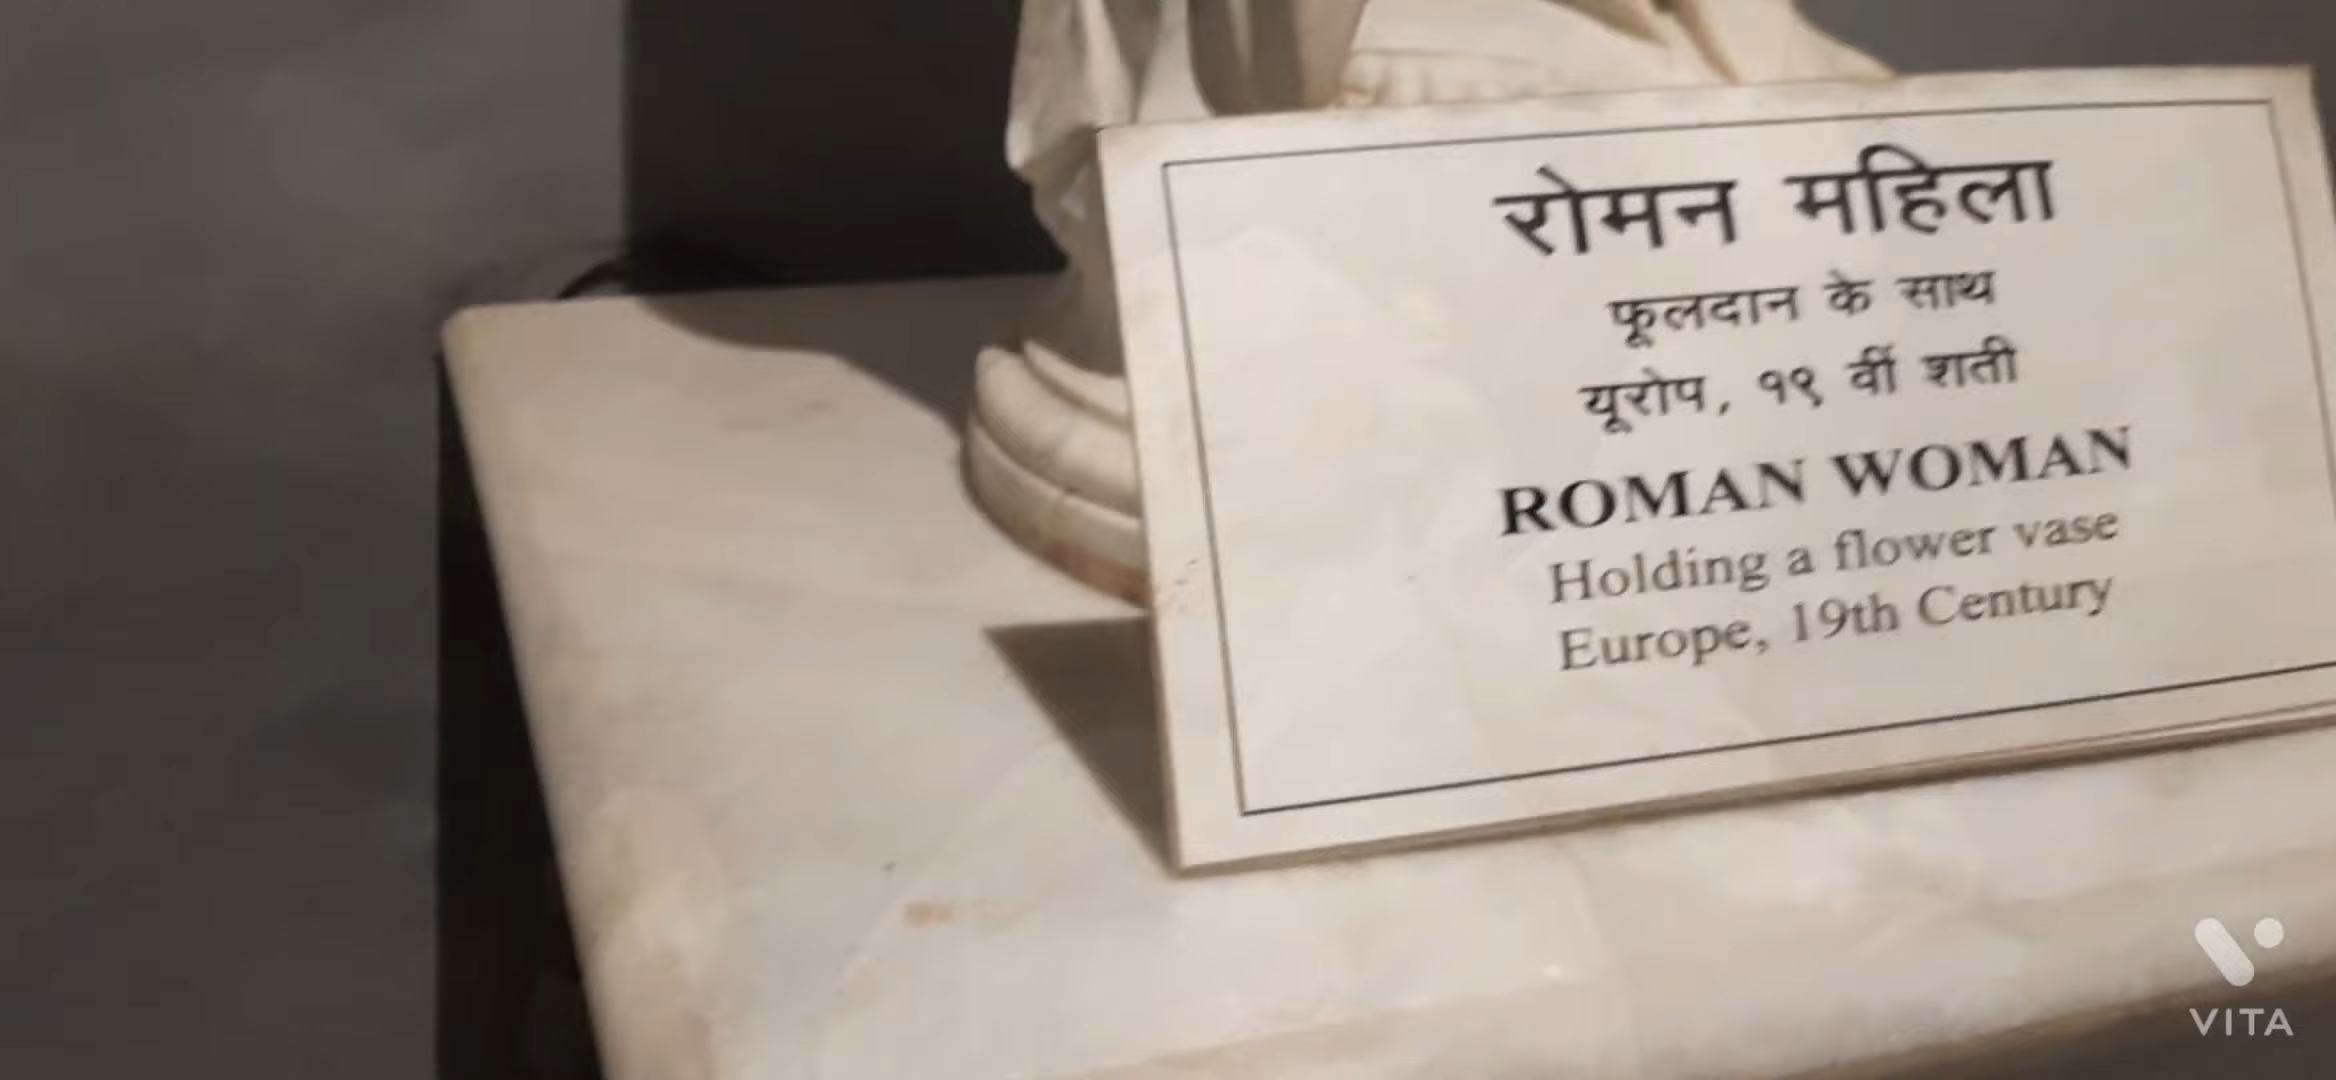 रोमन महिला
फूलदान के साथ
यूरोप, १९ वीं शती
ROMAN WOMAN
Holding a flower vase
Europe, 19th Century
VITA